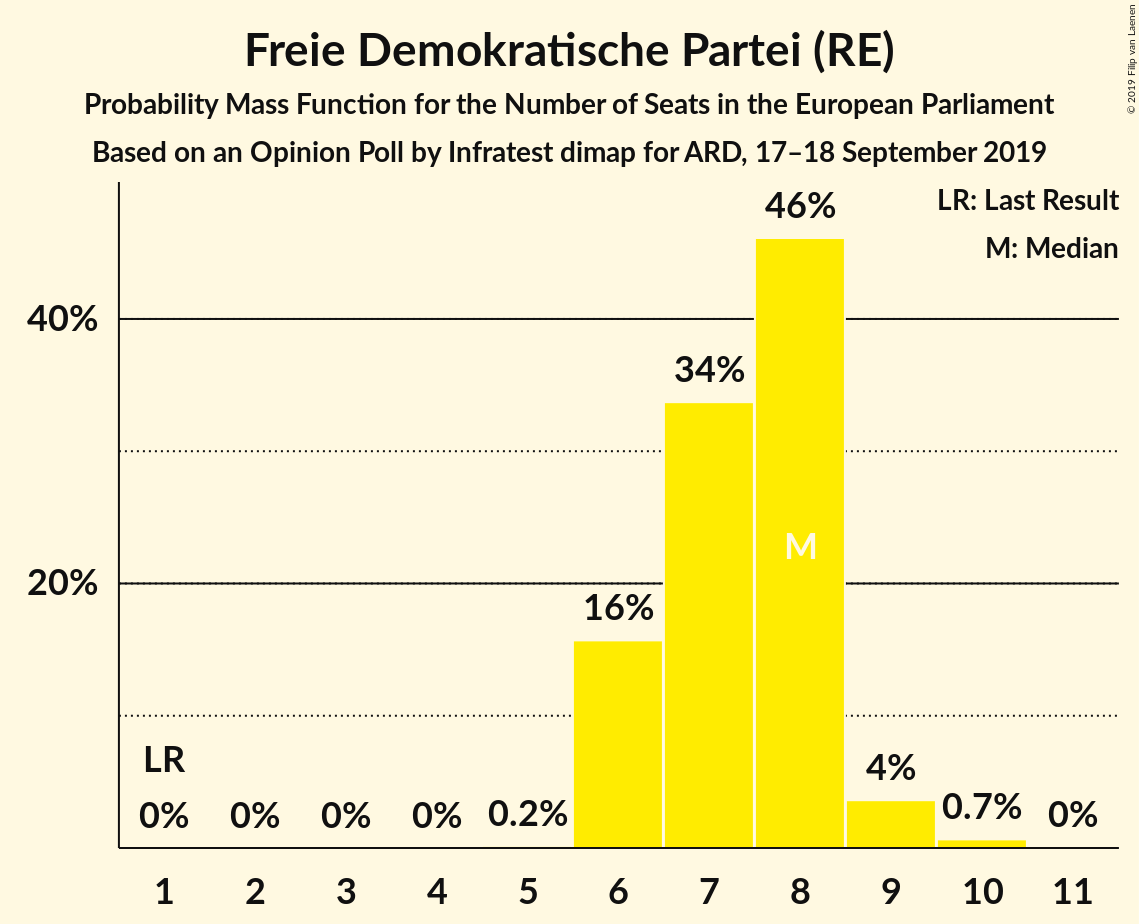 Freie Demokratische Partei (RE)
Probability Mass Function for the Number of Seats in the European Parliament
Based on an Opinion Poll by Infratest dimap for ARD, 17–18 September 2019
© 2019 Filip van Laenen
LR: Last Result
M: Median
46%
40%
34%
M
20%
16%
LR
4%
0%
0%
0%
0%
0.2%
0.7%
0%
1 2 3 4 5 6 7 8 9 10 11